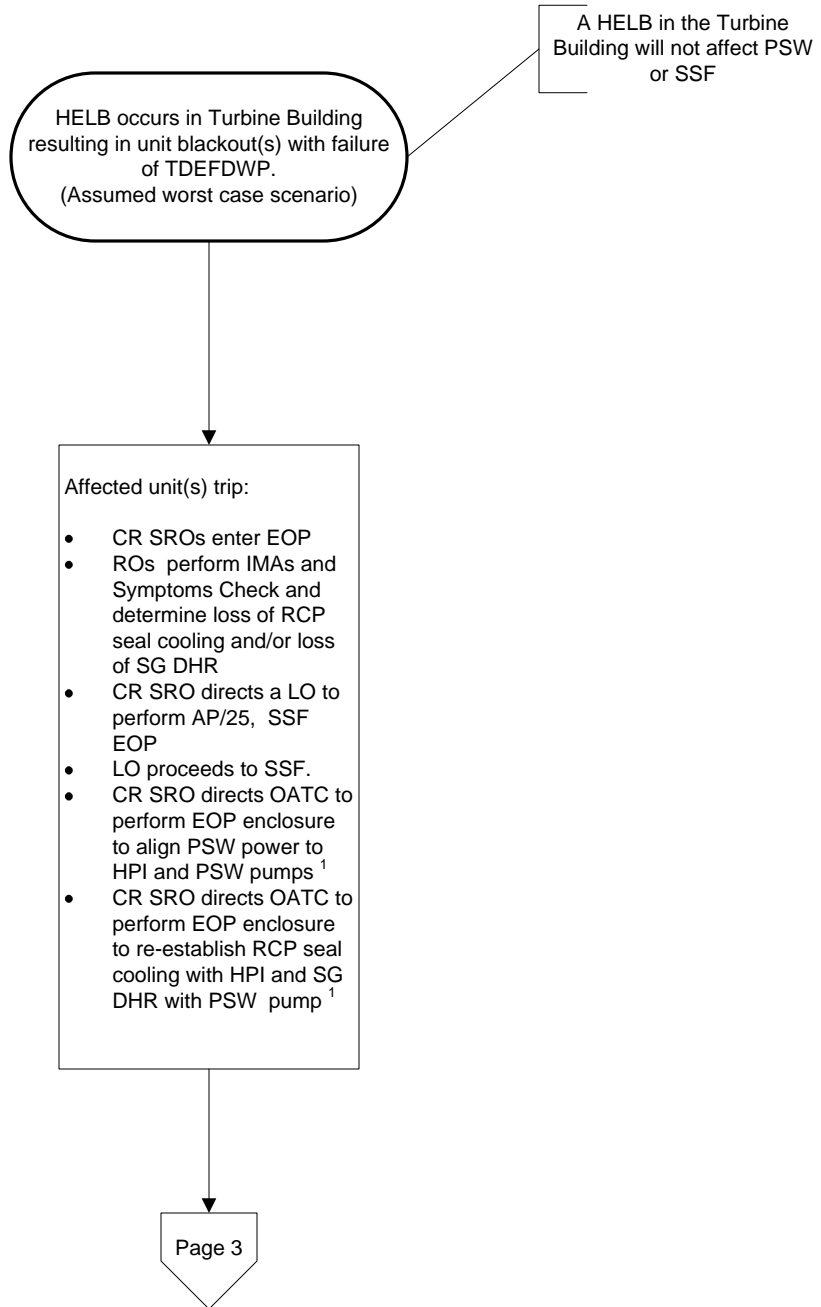 A HELB in the Turbine
Building will not affect PSW
or SSF
HELB occurs in Turbine Building
resulting in unit blackout(s) with failure
of TDEFDWP.
(Assumed worst case scenario)
Affected unit(s) trip:
• CR SROs enter EOP
• ROs perform IMAs and
Symptoms Check and
determine loss of RCP
seal cooling and/or loss
of SG DHR
• CR SRO directs a LO to
perform AP/25, SSF
EOP
• LO proceeds to SSF.
• CR SRO directs OATC to
perform EOP enclosure
to align PSW power to
HPI and PSW pumps ¹
• CR SRO directs OATC to
perform EOP enclosure
to re-establish RCP seal
cooling with HPI and SG
DHR with PSW pump ¹
Page 3